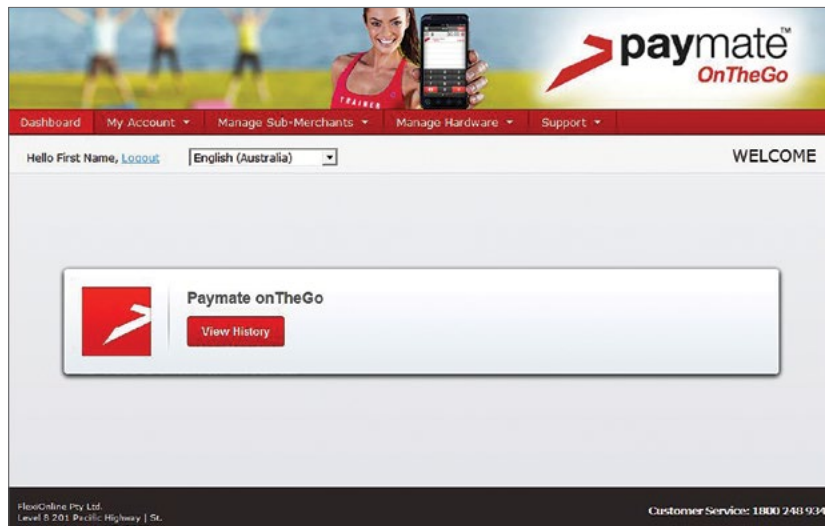 paymate™
OnTheGo
TRAINER
Dashboard My Account Manage Sub-Merchants Manage Hardware Support
Hello First Name, Logout English (Australia) WELCOME
Paymate onTheGo
View History
FlexiOnline Pty Ltd.
Level 8 201 Pacific Highway | St.
Customer Service: 1800 248 934